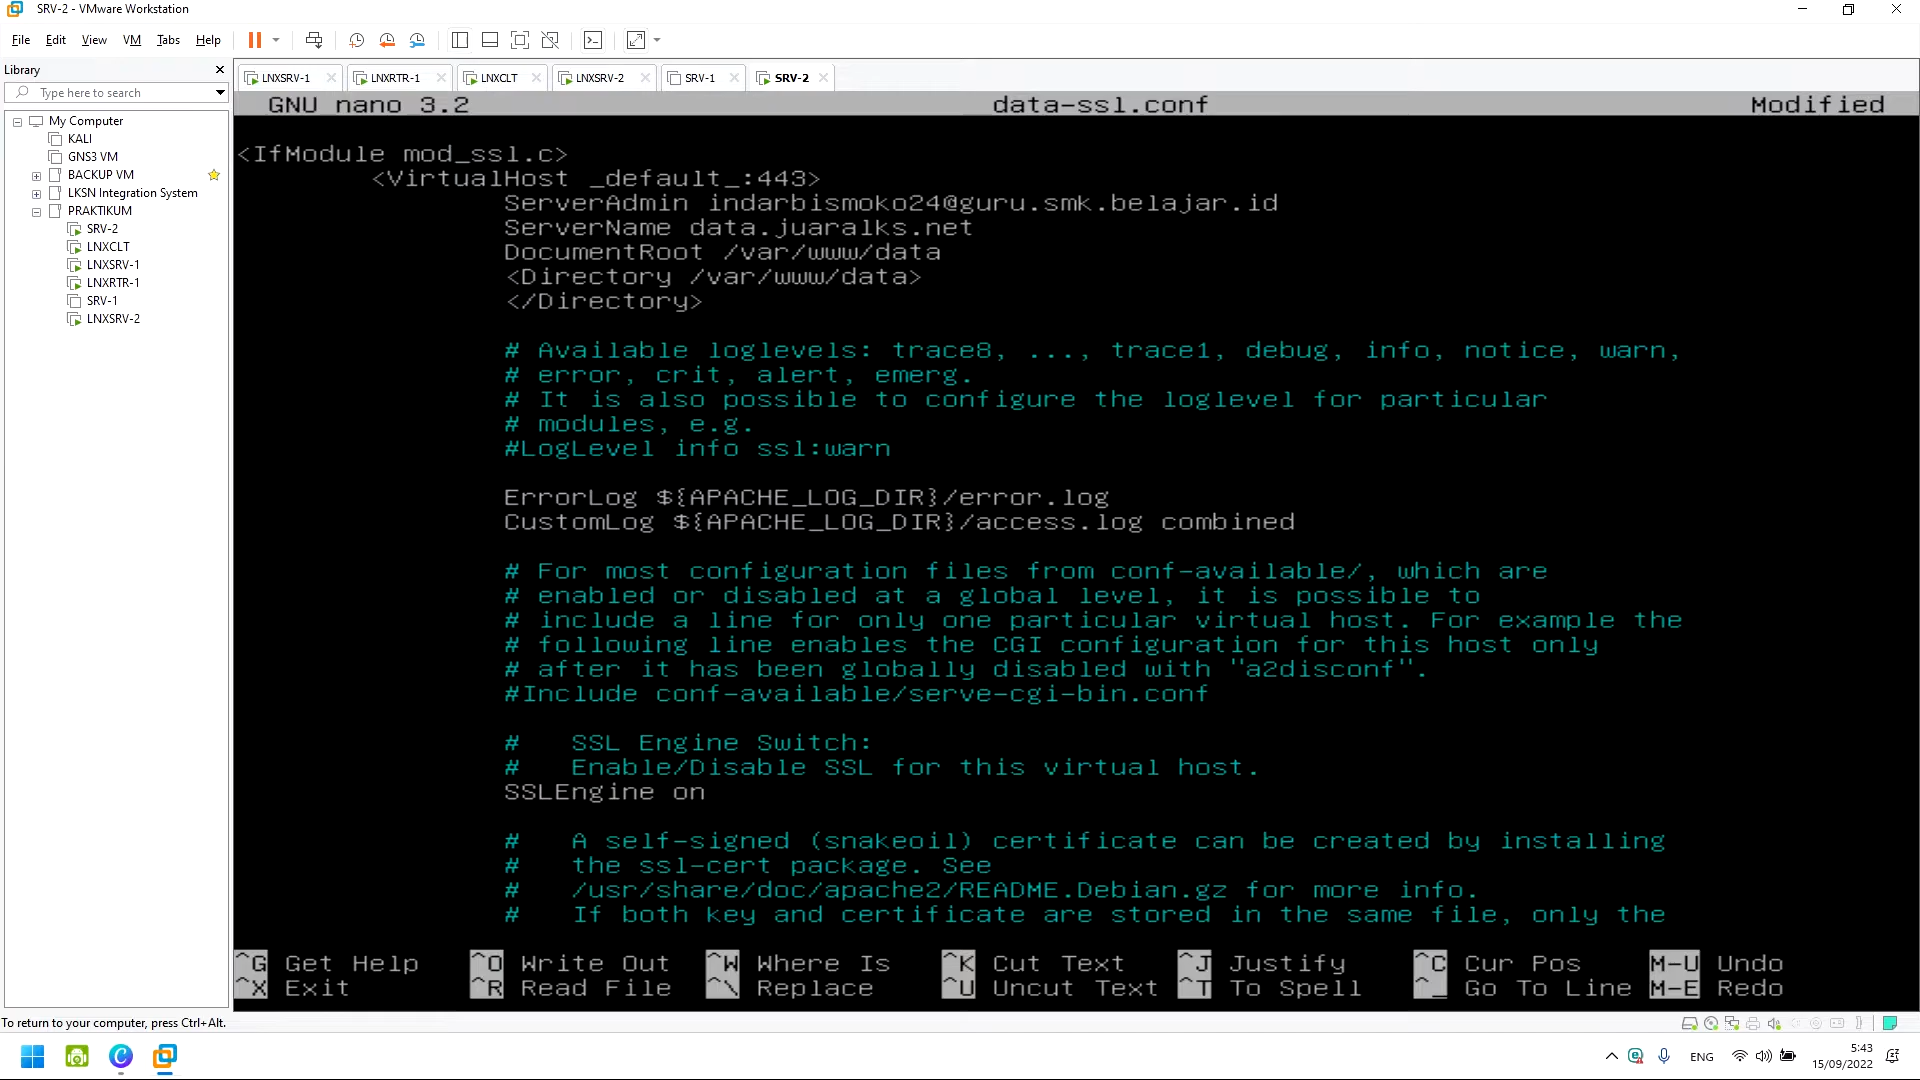 SRV-2 - VMware Workstation
File Edit View VM Tabs Help
Library
Type here to search
My Computer
KALI
GNS3 VM
BACKUP VM
LKSN Integration System
PRAKTIKUM
SRV-2
LNXCLT
LNXSRV-1
LNXRTR-1
SRV-1
LNXSRV-2
LNXSRV-1 LNXRTR-1 LNXCLT LNXSRV-2 SRV-1 SRV-2
GNU nano 3.2 data-ssl.conf Modified
<IfModule mod_ssl.c>
<VirtualHost _default_:443>
ServerAdmin indarbismoko24@guru.smk.belajar.id
ServerName data.juaralks.net
DocumentRoot /var/www/data
<Directory /var/www/data>
</Directory>
# Available loglevels: trace8, ..., trace1, debug, info, notice, warn,
# error, crit, alert, emerg.
# It is also possible to configure the loglevel for particular
# modules, e.g.
#LogLevel info ssl:warn
ErrorLog ${APACHE_LOG_DIR}/error.log
CustomLog ${APACHE_LOG_DIR}/access.log combined
# For most configuration files from conf-available/, which are
# enabled or disabled at a global level, it is possible to
# include a line for only one particular virtual host. For example the
# following line enables the CGI configuration for this host only
# after it has been globally disabled with "a2disconf".
#Include conf-available/serve-cgi-bin.conf
# SSL Engine Switch:
# Enable/Disable SSL for this virtual host.
SSLEngine on
# A self-signed (snakeoil) certificate can be created by installing
# the ssl-cert package. See
# /usr/share/doc/apache2/README.Debian.gz for more info.
# If both key and certificate are stored in the same file, only the
^G Get Help ^O Write Out ^W Where Is ^K Cut Text ^J Justify ^C Cur Pos M-U Undo
^X Exit ^R Read File ^\ Replace ^U Uncut Text ^T To Spell ^_ Go To Line M-E Redo
To return to your computer, press Ctrl+Alt.
ENG
5:43
15/09/2022